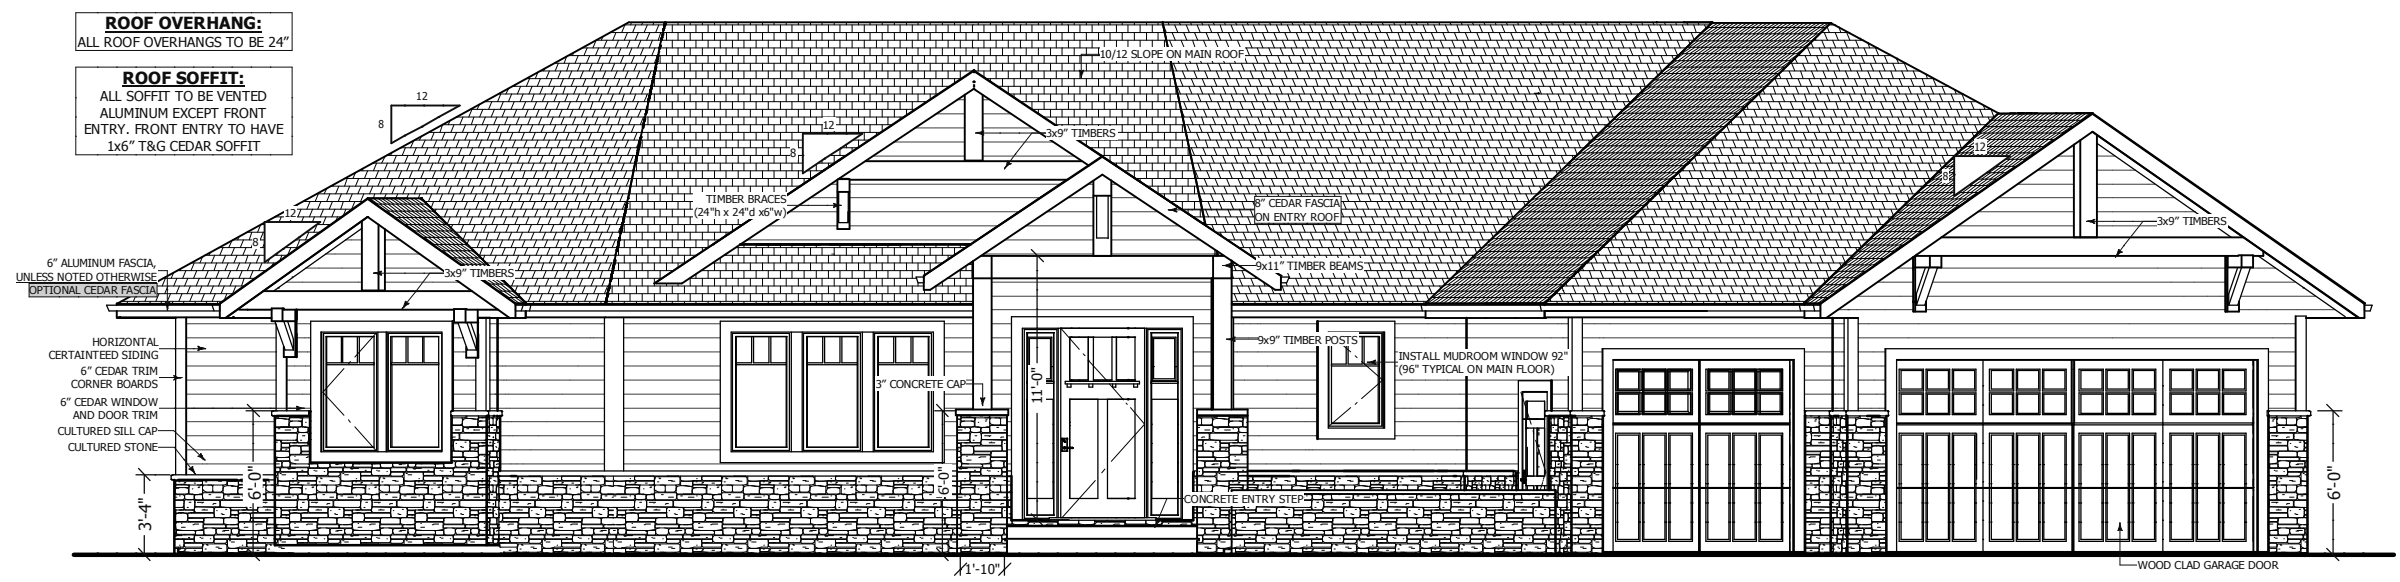 ROOF OVERHANG:
ALL ROOF OVERHANGS TO BE 24"
ROOF SOFFIT:
ALL SOFFIT TO BE VENTED
ALUMINUM EXCEPT FRONT
ENTRY. FRONT ENTRY TO HAVE
1x6" T&G CEDAR SOFFIT
10/12 SLOPE ON MAIN ROOF
12
8
12
8
3x9" TIMBERS
12
8
TIMBER BRACES
(24"h x 24"d x6"w)
8" CEDAR FASCIA
ON ENTRY ROOF
12
8
3x9" TIMBERS
6" ALUMINUM FASCIA,
UNLESS NOTED OTHERWISE
OPTIONAL CEDAR FASCIA
3x9" TIMBERS
9x11" TIMBER BEAMS
HORIZONTAL
CERTAINTEED SIDING
6" CEDAR TRIM
CORNER BOARDS
6" CEDAR WINDOW
AND DOOR TRIM
CULTURED SILL CAP
CULTURED STONE
3" CONCRETE CAP
11'-0"
9x9" TIMBER POSTS
INSTALL MUDROOM WINDOW 92"
(96" TYPICAL ON MAIN FLOOR)
3'-4"
6'-0"
6'-0"
CONCRETE ENTRY STEP
6'-0"
1'-10"
WOOD CLAD GARAGE DOOR